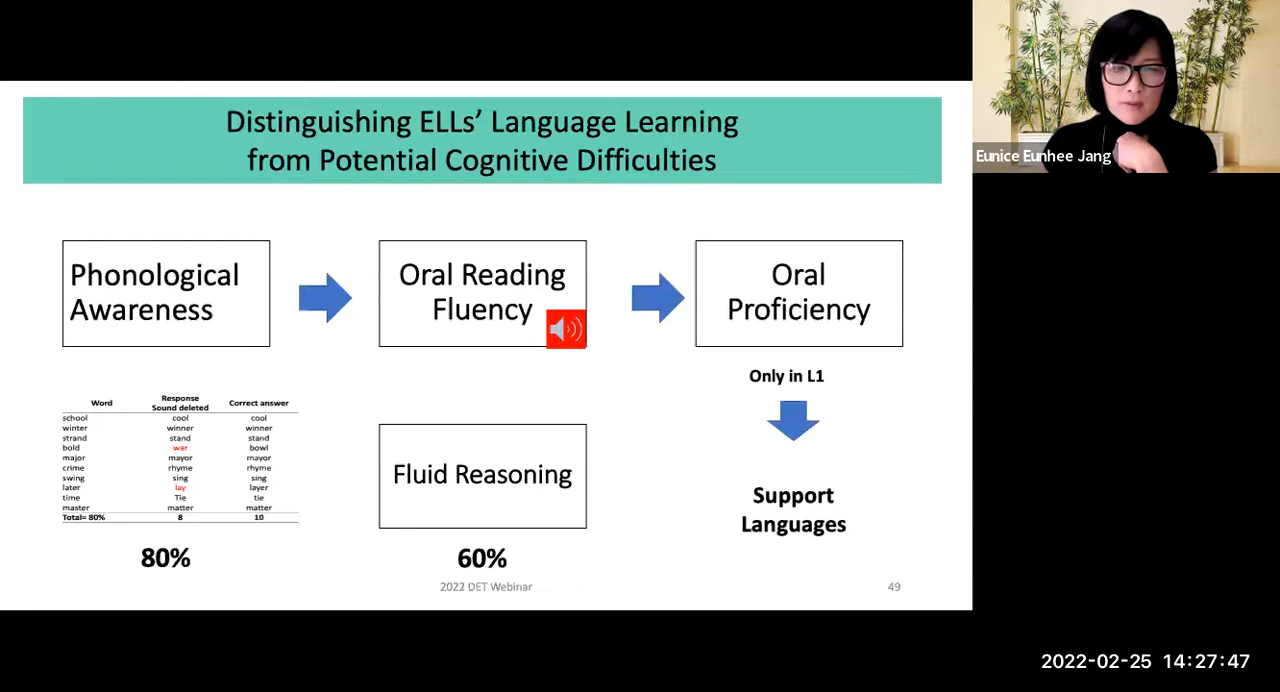 Distinguishing ELLs’ Language Learning
from Potential Cognitive Difficulties
Eunice Eunhee Jang
Phonological
Awareness
Oral Reading
Fluency
Oral
Proficiency
Only in L1
Word Response Sound deleted Correct answer
school cool cool
winter winner winner
strand stand stand
bold war bowl
major mayor mayor
crime rhyme rhyme
swing sing sing
later lay layer
time Tie tie
master matter matter
Total= 80% 8 10
Fluid Reasoning
Support
Languages
80%
60%
2022 DET Webinar
49
2022-02-25 14:27:47